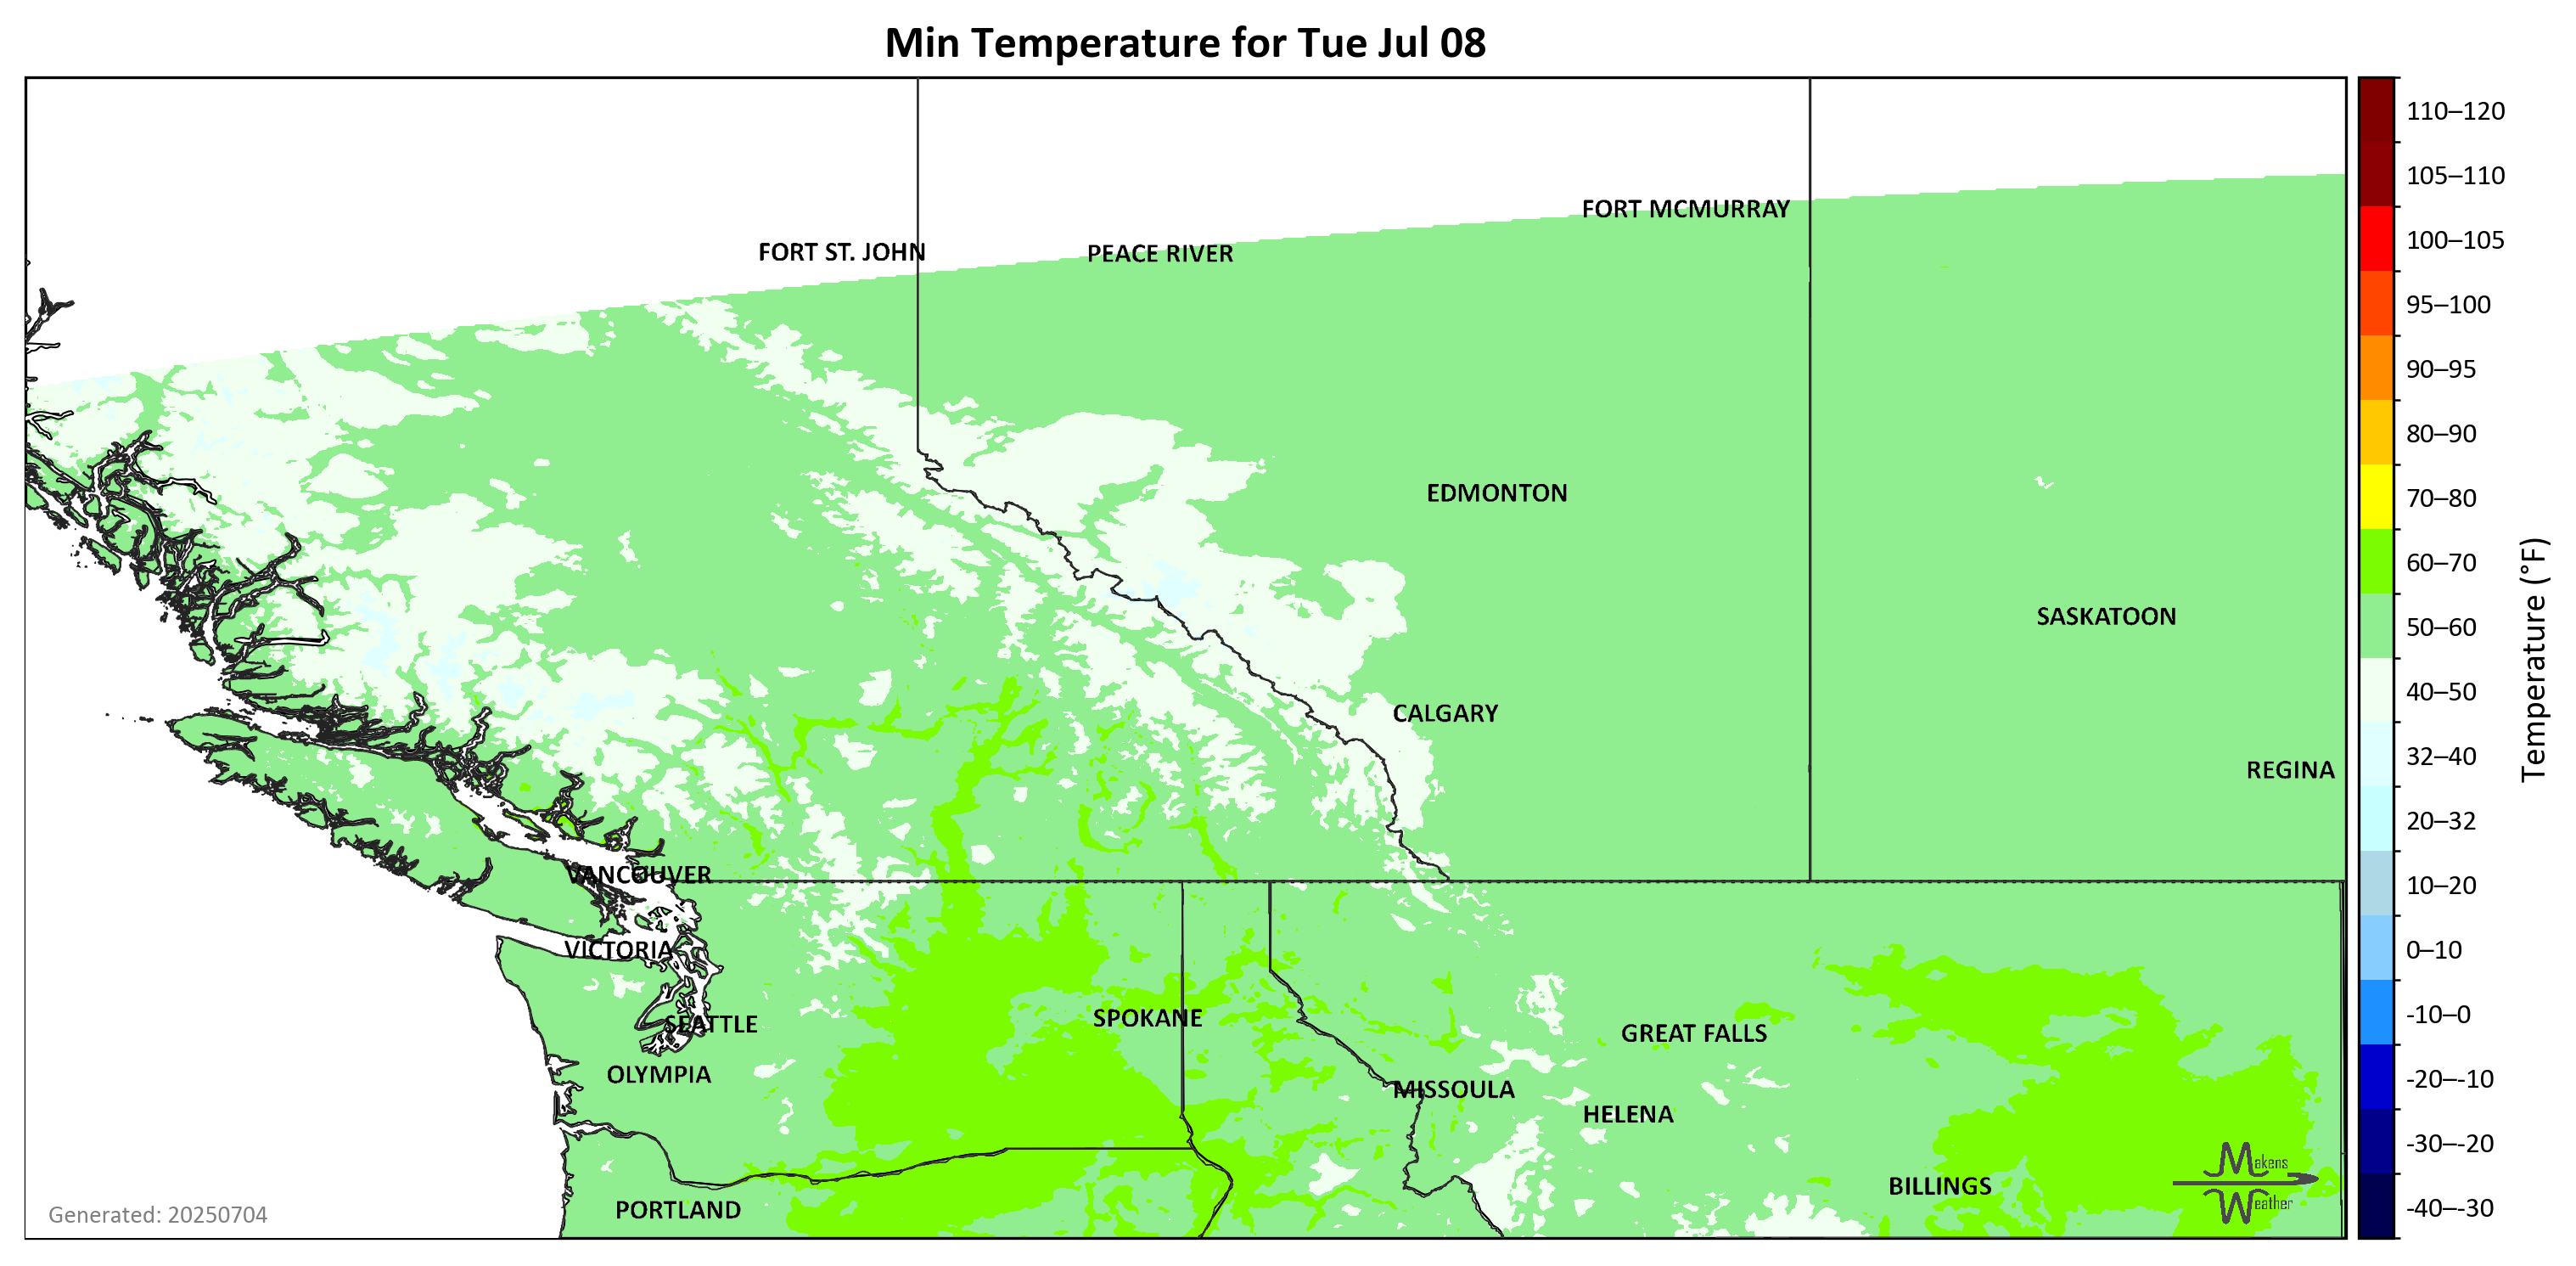 Min Temperature for Tue Jul 08
110–120
105–110
FORT MCMURRAY
100–105
FORT ST. JOHN
PEACE RIVER
95–100
90–95
80–90
EDMONTON
70–80
60–70
SASKATOON
50–60
Temperature (°F)
40–50
CALGARY
32–40
REGINA
20–32
VANCOUVER
10–20
VICTORIA
0–10
SPOKANE
-10–0
SEATTLE
GREAT FALLS
OLYMPIA
-20–-10
MISSOULA
HELENA
-30–-20
Makens
BILLINGS
Weather
PORTLAND
-40–-30
Generated: 20250704